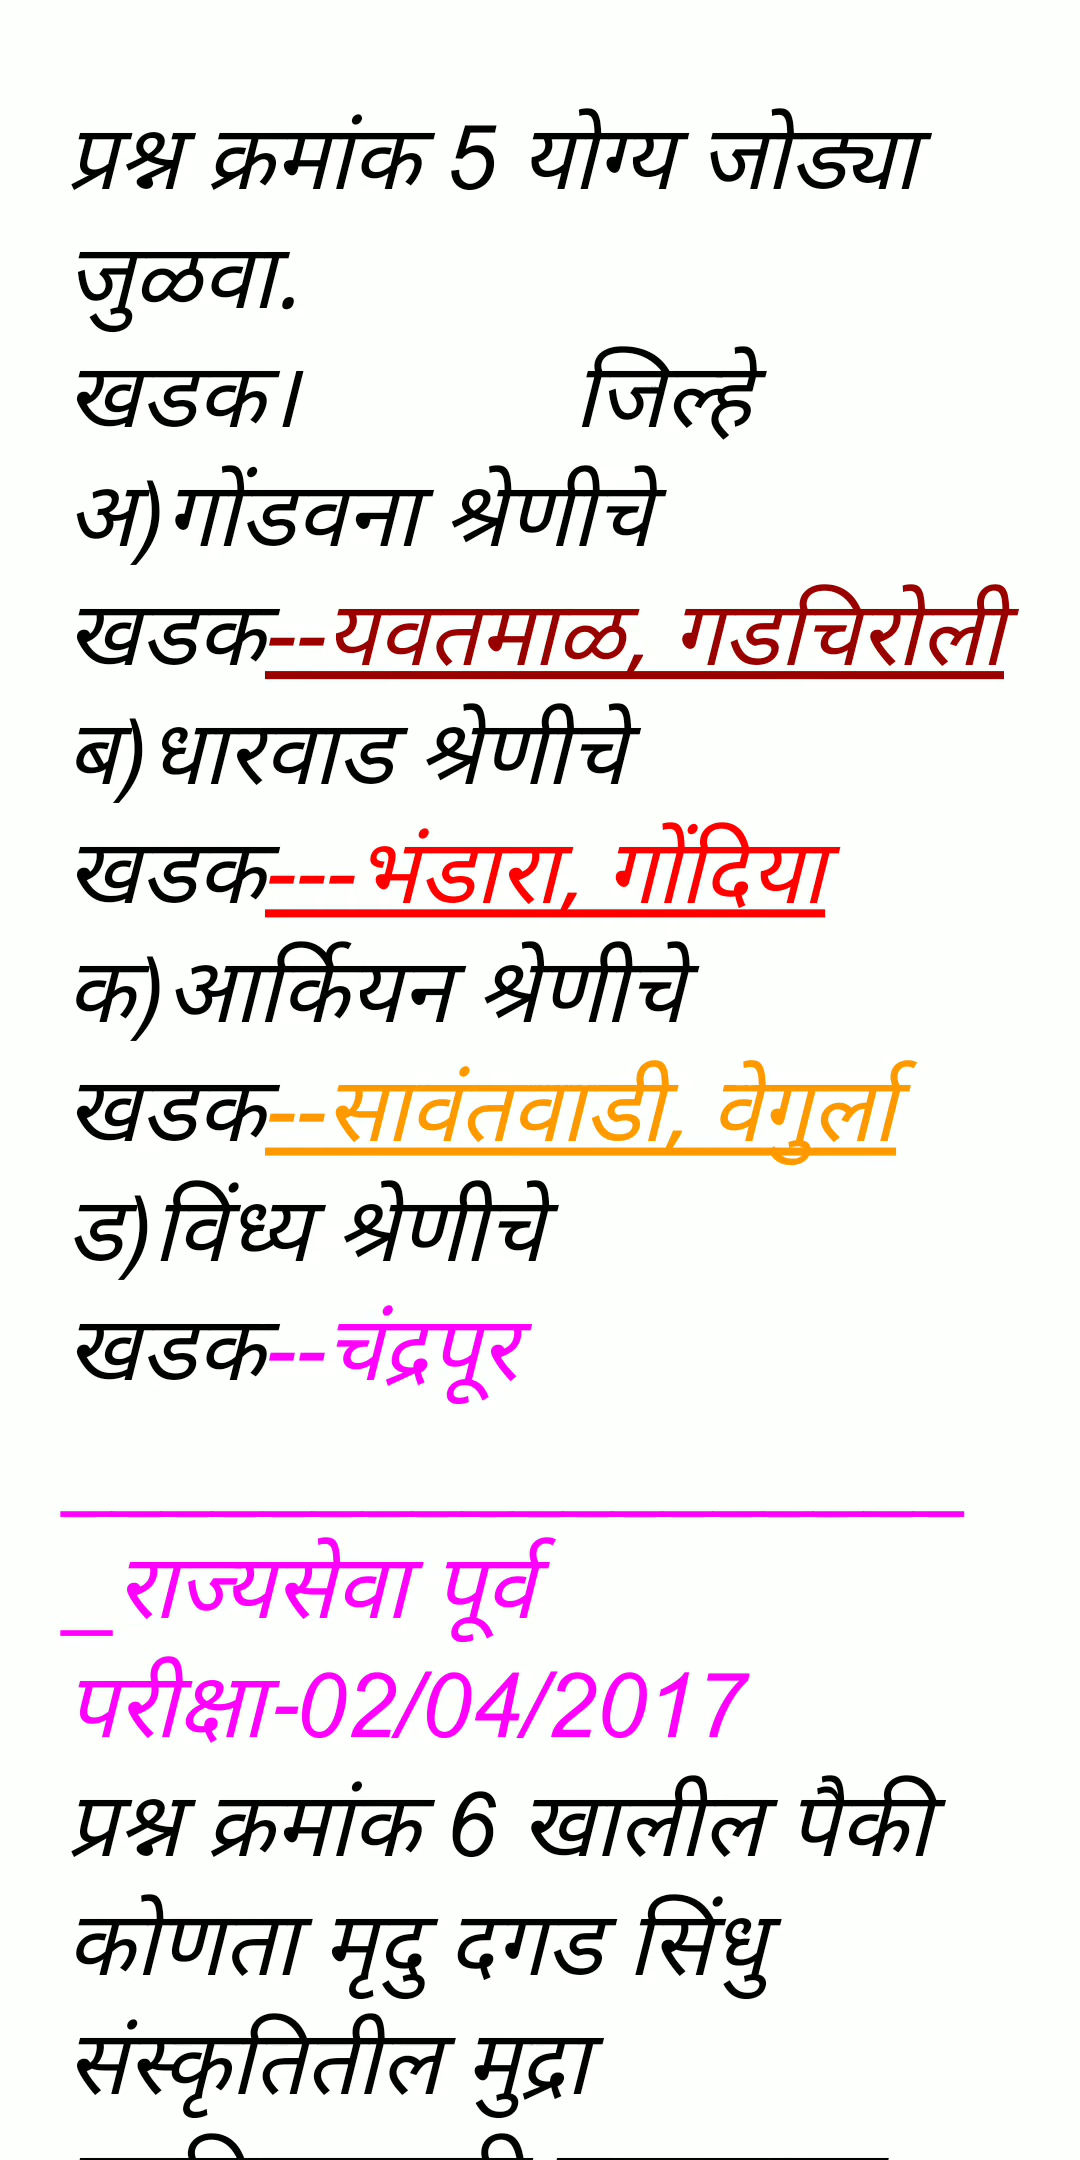 प्रश्न क्रमांक 5 योग्य जोड्या
जुळवा.
खडक। जिल्हे
अ)गोंडवना श्रेणीचे
खडक--यवतमाळ, गडचिरोली
ब)धारवाड श्रेणीचे
खडक---भंडारा, गोंदिया
क)आर्कियन श्रेणीचे
खडक--सावंतवाडी, वेगुर्ला
ड)विंध्य श्रेणीचे
खडक--चंद्रपूर
__________________
_राज्यसेवा पूर्व
परीक्षा-02/04/2017
प्रश्न क्रमांक 6 खालील पैकी
कोणता मृदु दगड सिंधु
संस्कृतितील मुद्रा